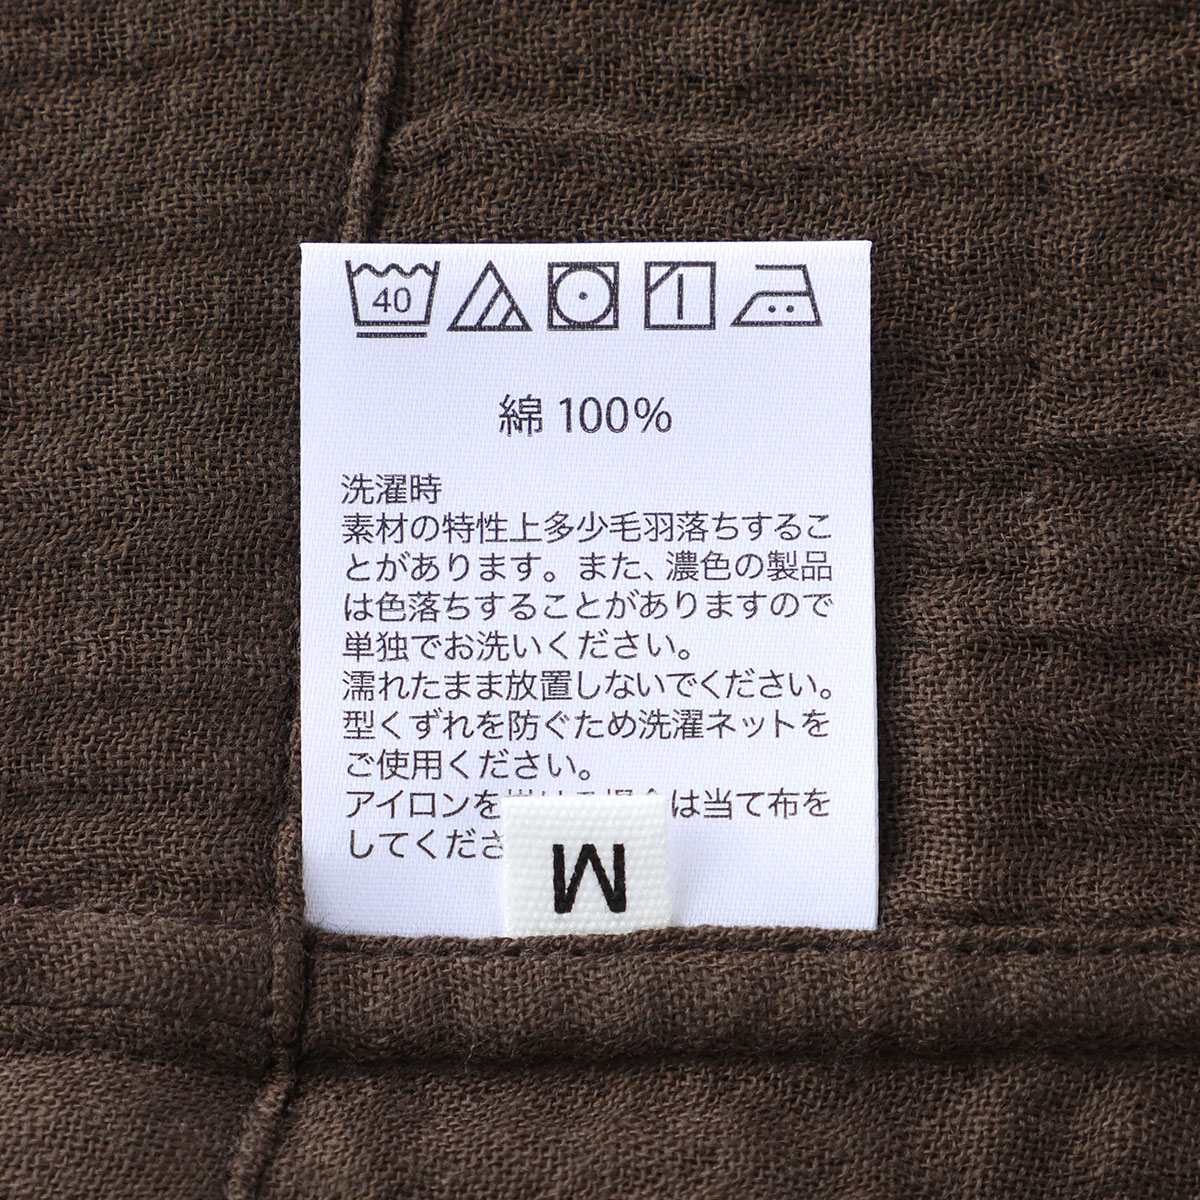 40
綿 100%
洗濯時
素材の特性上多少毛羽落ちするこ
とがあります。また、濃色の製品
は色落ちすることがありますので
単独でお洗いください。
濡れたまま放置しないでください。
型くずれを防ぐため洗濯ネットを
ご使用ください。
アイロンを掛ける場合は当て布を
してくださ
M